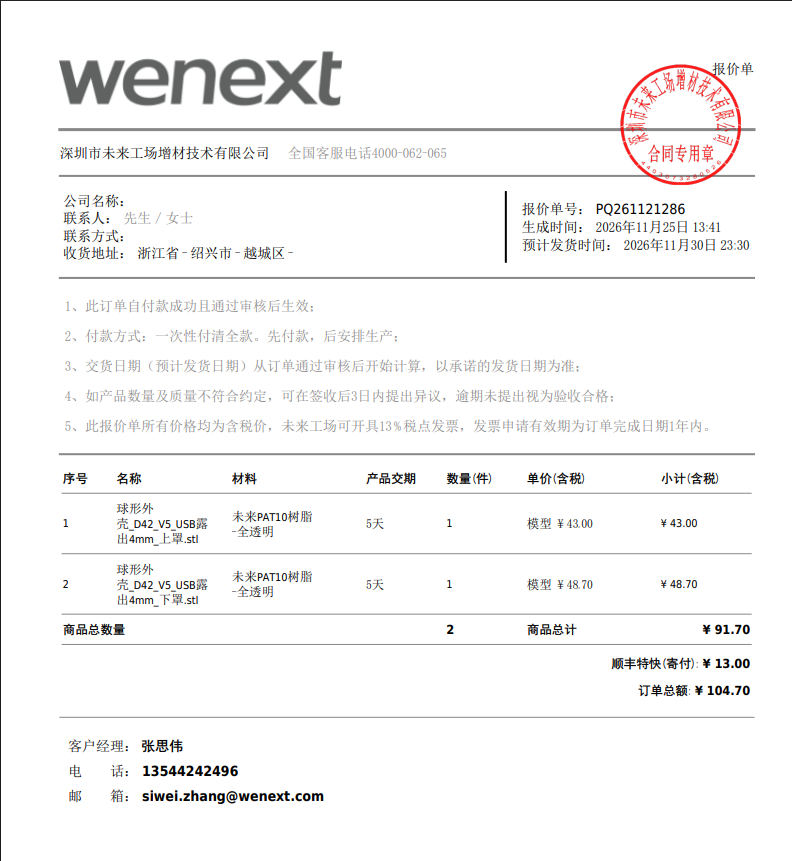 wenext
报价单
深圳市未来工场增材技术有限公司
合同专用章
4403073280626
深圳市未来工场增材技术有限公司 全国客服电话4000-062-065
公司名称:
联系人: 先生 / 女士
联系方式:
收货地址: 浙江省 - 绍兴市 - 越城区 -
报价单号: PQ261121286
生成时间: 2026年11月25日 13:41
预计发货时间: 2026年11月30日 23:30
1、此订单自付款成功且通过审核后生效;
2、付款方式: 一次性付清全款。先付款, 后安排生产;
3、交货日期 (预计发货日期) 从订单通过审核后开始计算, 以承诺的发货日期为准;
4、如产品数量及质量不符合约定, 可在签收后3日内提出异议, 逾期未提出视为验收合格;
5、此报价单所有价格均为含税价, 未来工场可开具13%税点发票, 发票申请有效期为订单完成日期1年内。
序号 名称 材料 产品交期 数量(件) 单价(含税) 小计(含税)
1 球形外壳_D42_V5_USB露出4mm_上罩.stl 未来PAT10树脂-全透明 5天 1 模型 ¥43.00 ¥ 43.00
2 球形外壳_D42_V5_USB露出4mm_下罩.stl 未来PAT10树脂-全透明 5天 1 模型 ¥48.70 ¥ 48.70
商品总数量 2 商品总计 ¥ 91.70
顺丰特快(寄付): ¥ 13.00
订单总额: ¥ 104.70
客户经理: 张思伟
电 话: 13544242496
邮 箱: siwei.zhang@wenext.com